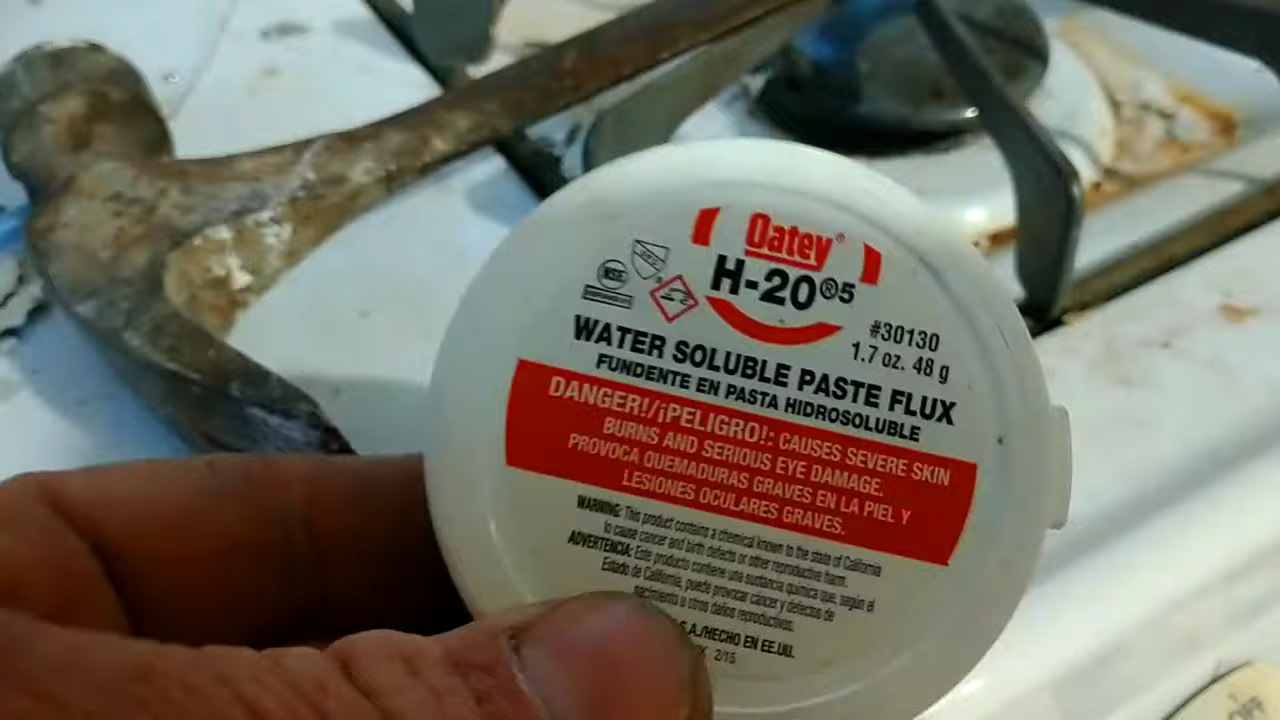 Oatey®
H-20®5
NSF
#30130
1.7 oz. 48 g
WATER SOLUBLE PASTE FLUX
FUNDENTE EN PASTA HIDROSOLUBLE
DANGER!/¡PELIGRO!: CAUSES SEVERE SKIN
BURNS AND SERIOUS EYE DAMAGE.
PROVOCA QUEMADURAS GRAVES EN LA PIEL Y
LESIONES OCULARES GRAVES.
WARNING: This product contains a chemical known to the state of California
to cause cancer and birth defects or other reproductive harm.
ADVERTENCIA: Este producto contiene una sustancia química que, según el
Estado de California, puede provocar cáncer y defectos de
nacimiento u otros daños reproductivos.
S.A./HECHO EN EE.UU.
2/15